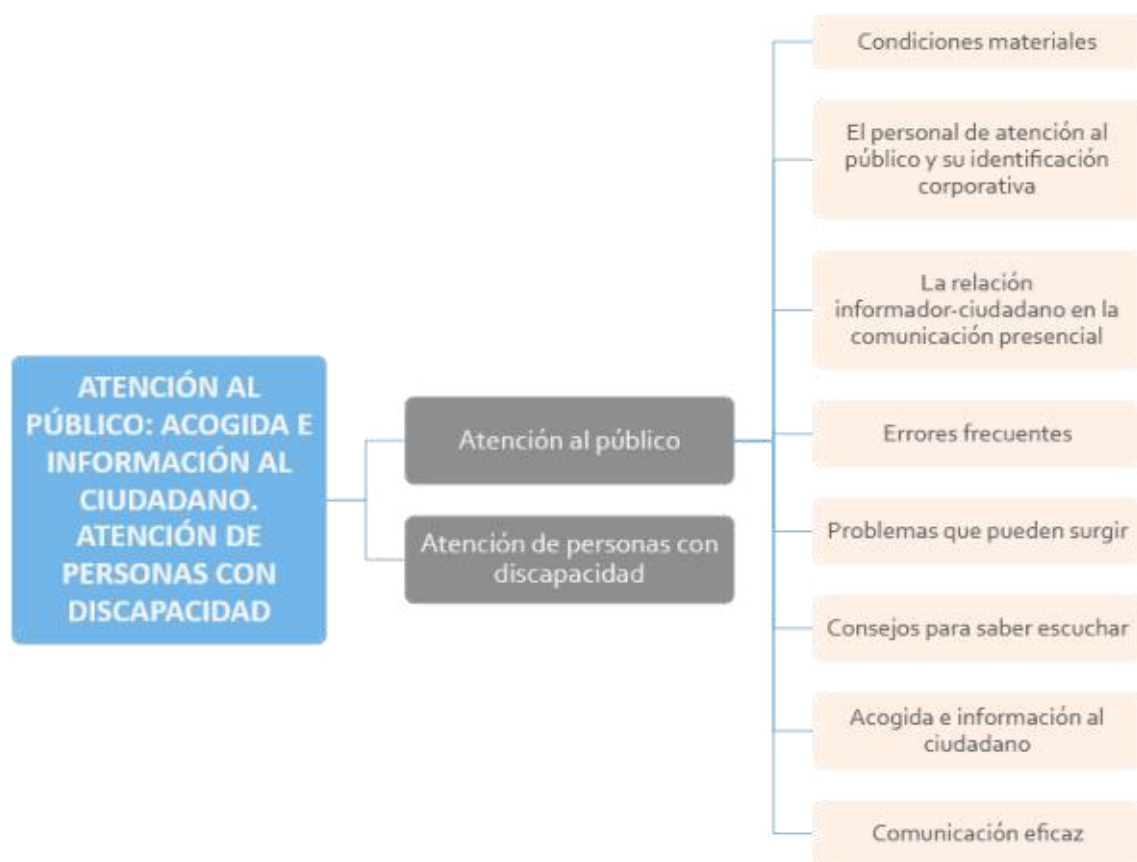 ATENCIÓN AL
PÚBLICO: ACOGIDA E
INFORMACIÓN AL
CIUDADANO.
ATENCIÓN DE
PERSONAS CON
DISCAPACIDAD
Atención al público
Atención de personas con
discapacidad
Condiciones materiales
El personal de atención al
público y su identificación
corporativa
La relación
informador-ciudadano en la
comunicación presencial
Errores frecuentes
Problemas que pueden surgir
Consejos para saber escuchar
Acogida e información al
ciudadano
Comunicación eficaz